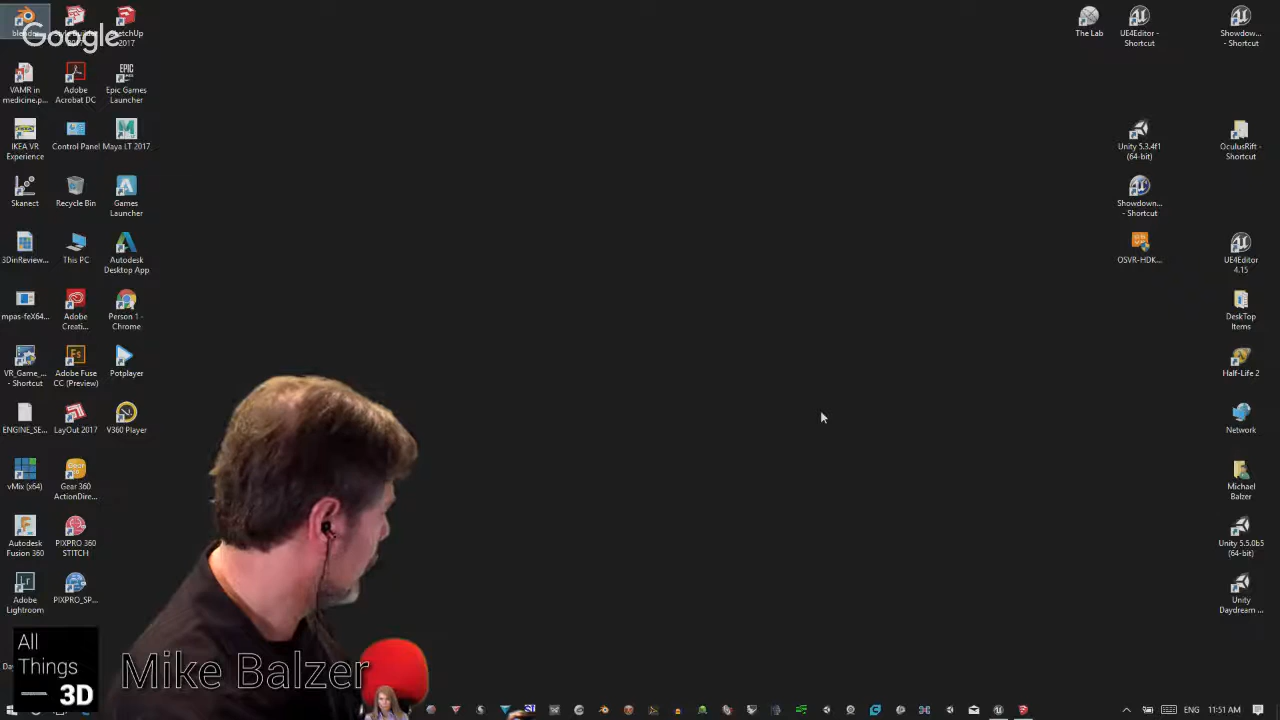 Google
2017
2017
The Lab
UE4Editor -
Shortcut
Showdow...
- Shortcut
VAMR in
medicine.p...
Adobe
Acrobat DC
Epic Games
Launcher
IKEA VR
Experience
Control Panel
Maya LT 2017
Unity 5.3.4f1
(64-bit)
OculusRift -
Shortcut
Skanect
Recycle Bin
Games
Launcher
Showdown...
- Shortcut
3DinReview...
This PC
Autodesk
Desktop App
OSVR-HDK...
UE4Editor
4.15
mpas-feX64...
Adobe
Creati...
Person 1 -
Chrome
DeskTop
Items
VR_Game_...
- Shortcut
Adobe Fuse
CC (Preview)
Potplayer
Half-Life 2
ENGINE_SE...
LayOut 2017
V360 Player
Network
vMix (x64)
Gear 360
ActionDire...
Michael
Balzer
Autodesk
Fusion 360
PIXPRO 360
STITCH
Unity 5.5.0b5
(64-bit)
Adobe
Lightroom
PIXPRO_SP...
Unity
Daydream ...
All
Things
3D
Mike Balzer
ENG
11:51 AM